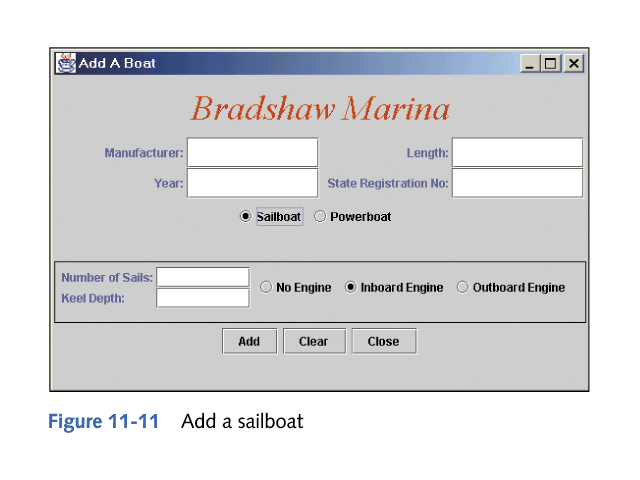 Add A Boat
Bradshaw Marina
Manufacturer: Length:
Year: State Registration No:
Sailboat Powerboat
Number of Sails:
Keel Depth:
No Engine Inboard Engine Outboard Engine
Add Clear Close
Figure 11-11 Add a sailboat